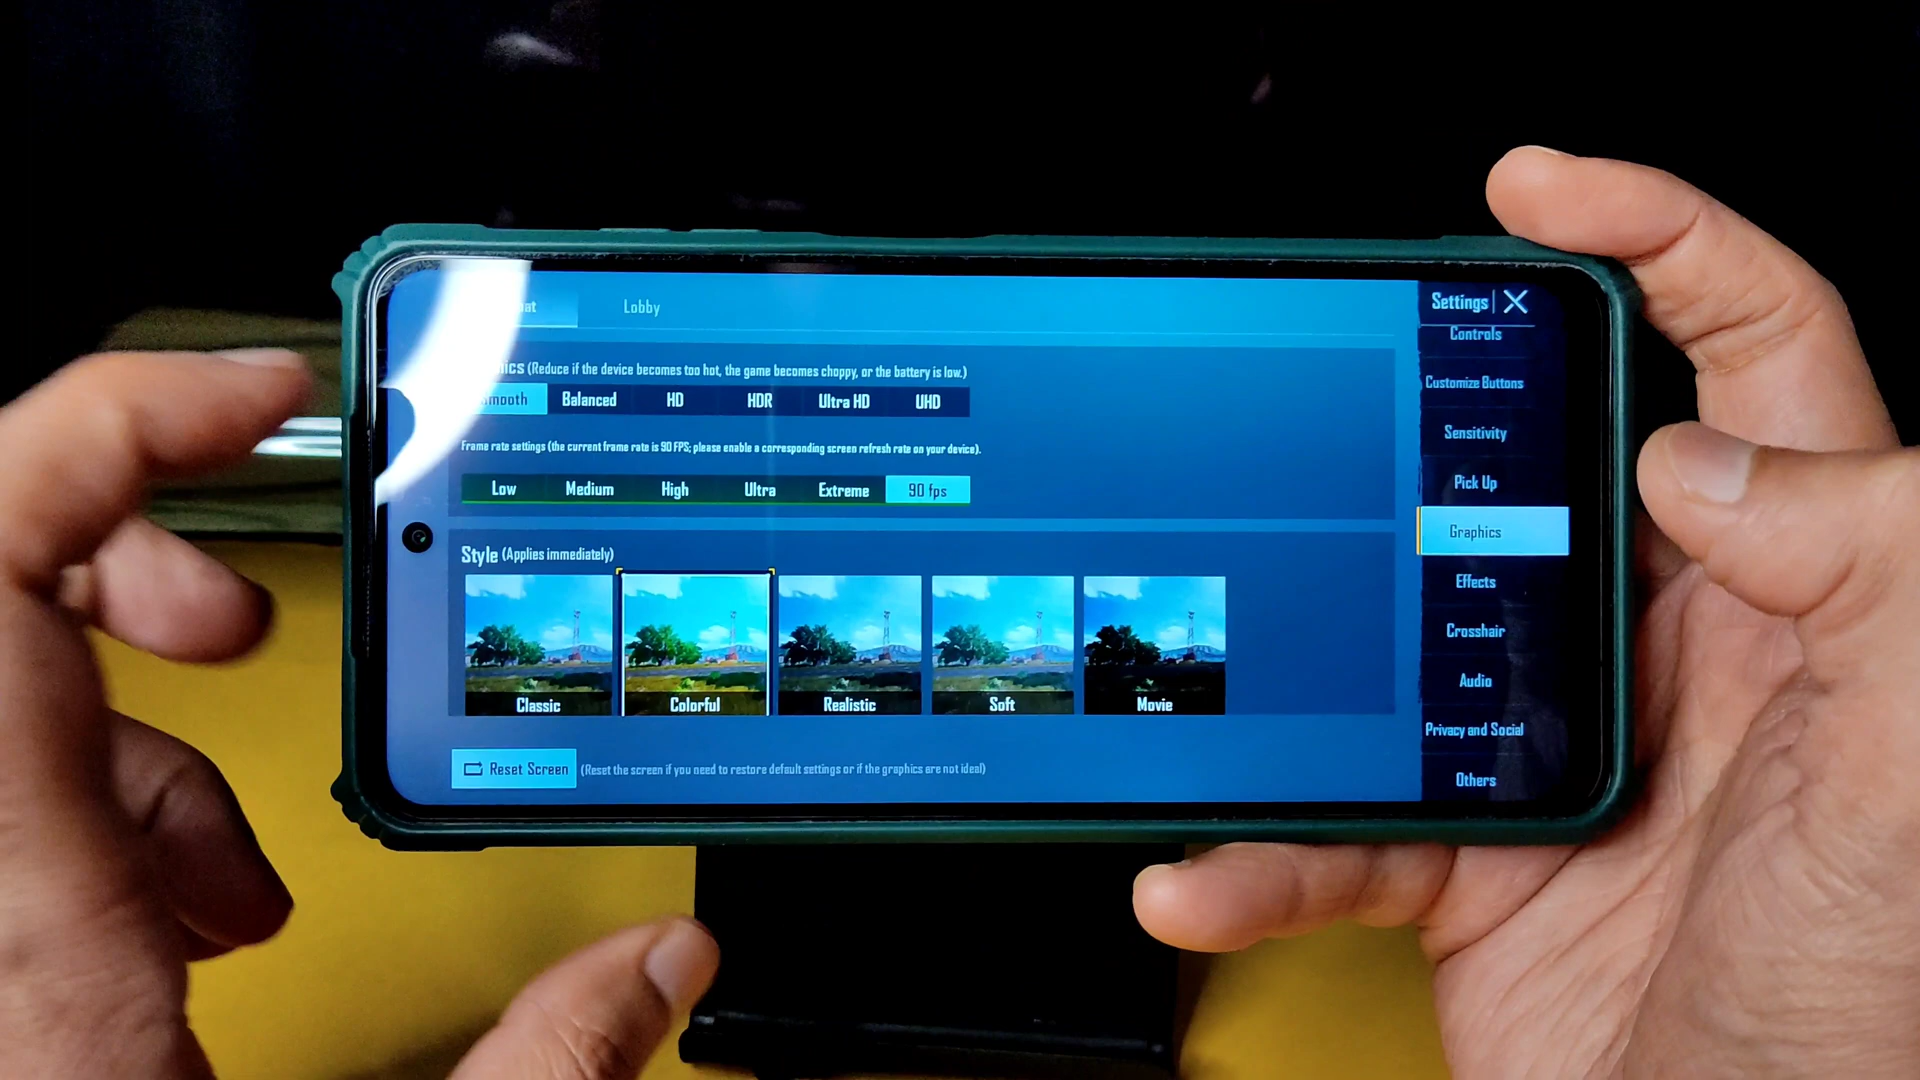 Lobby
(Reduce if the device becomes too hot, the game becomes choppy, or the battery is low.)
Balanced HD HDR Ultra HD UHD
Frame rate settings (the current frame rate is 90 FPS; please enable a corresponding screen refresh rate on your device).
Low Medium High Ultra Extreme 90 fps
Style (Applies immediately)
Classic Colorful Realistic Soft Movie
Reset Screen (Reset the screen if you need to restore default settings or if the graphics are not ideal)
Settings
Controls
Customize Buttons
Sensitivity
Pick Up
Graphics
Effects
Crosshair
Audio
Privacy and Social
Others